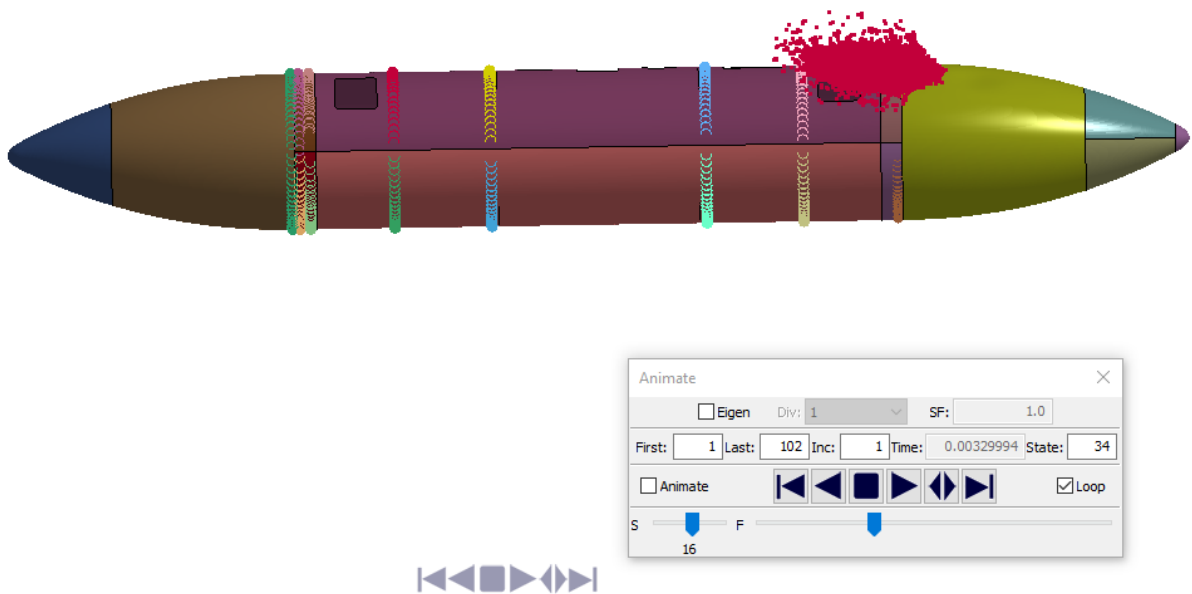 Animate
Eigen Div: 1 SF: 1.0
First: 1 Last: 102 Inc: 1 Time: 0.00329994 State: 34
Animate Loop
S F
16